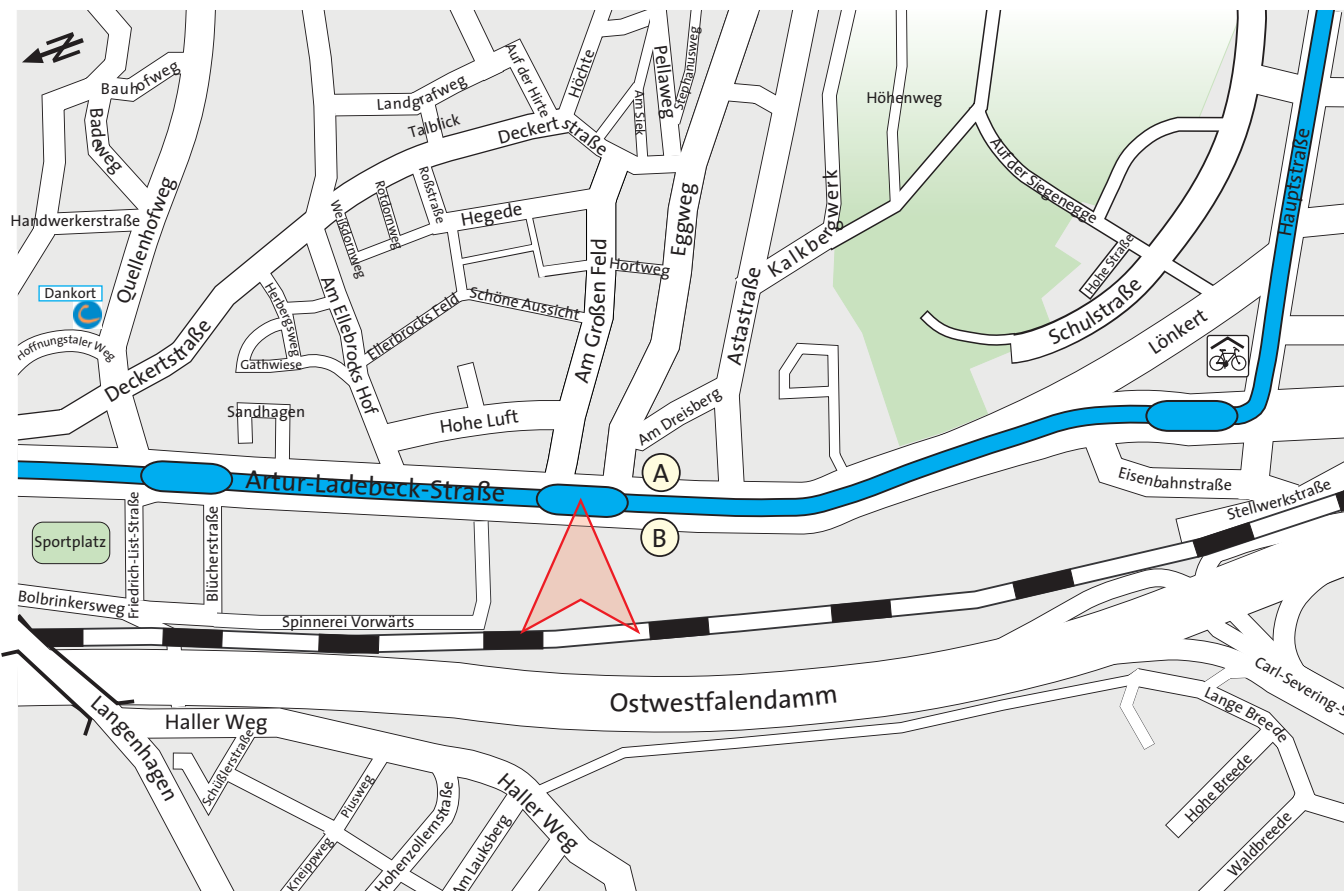 N
Bauhofweg
Badeweg
Handwerkerstraße
Quellenhofweg
Dankort
Hoffnungstaler Weg
Deckertstraße
Landgrafweg
Talblick
Auf der Hirte
Höchte
Deckertstraße
Pellaweg
Stephanusweg
Am Siek
Roßstraße
Rotdornweg
Weißdornweg
Hegede
Hortweg
Eggweg
Höhenweg
Auf der Siegenegge
Hauptstraße
Kalkbergwerk
Hohe Straße
Schulstraße
Lönkert
Am Ellebrocks Hof
Herbergsweg
Gathwiese
Ellerbrocks Feld
Schöne Aussicht
Am Großen Feld
Astastraße
Sandhagen
Hohe Luft
Am Dreisberg
Artur-Ladebeck-Straße
A
B
Eisenbahnstraße
Stellwerkstraße
Sportplatz
Friedrich-List-Straße
Blücherstraße
Bolbrinkersweg
Spinnerei Vorwärts
Ostwestfalendamm
Carl-Severing-S
Langenhagen
Haller Weg
Schüßlerstraße
Piusweg
Kneippweg
Hohenzollernstraße
Am Lauksberg
Haller Weg
Lange Breede
Hohe Breede
Waldbreede